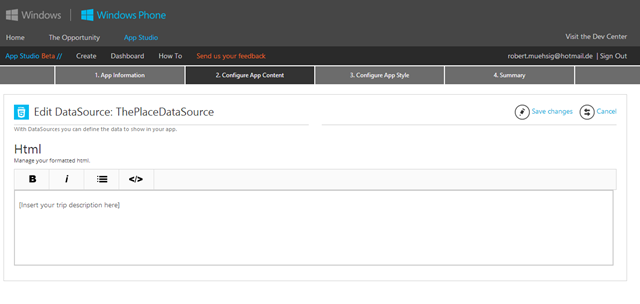 Windows | Windows Phone
Home The Opportunity App Studio Visit the Dev Center
App Studio Beta // Create Dashboard How To Send us your feedback robert.muehsig@hotmail.de | Sign Out
1. App Information 2. Configure App Content 3. Configure App Style 4. Summary
Edit DataSource: ThePlaceDataSource Save changes Cancel
With DataSources you can define the data to show in your app.
Html
Manage your formatted html.
B i </>
[Insert your trip description here]